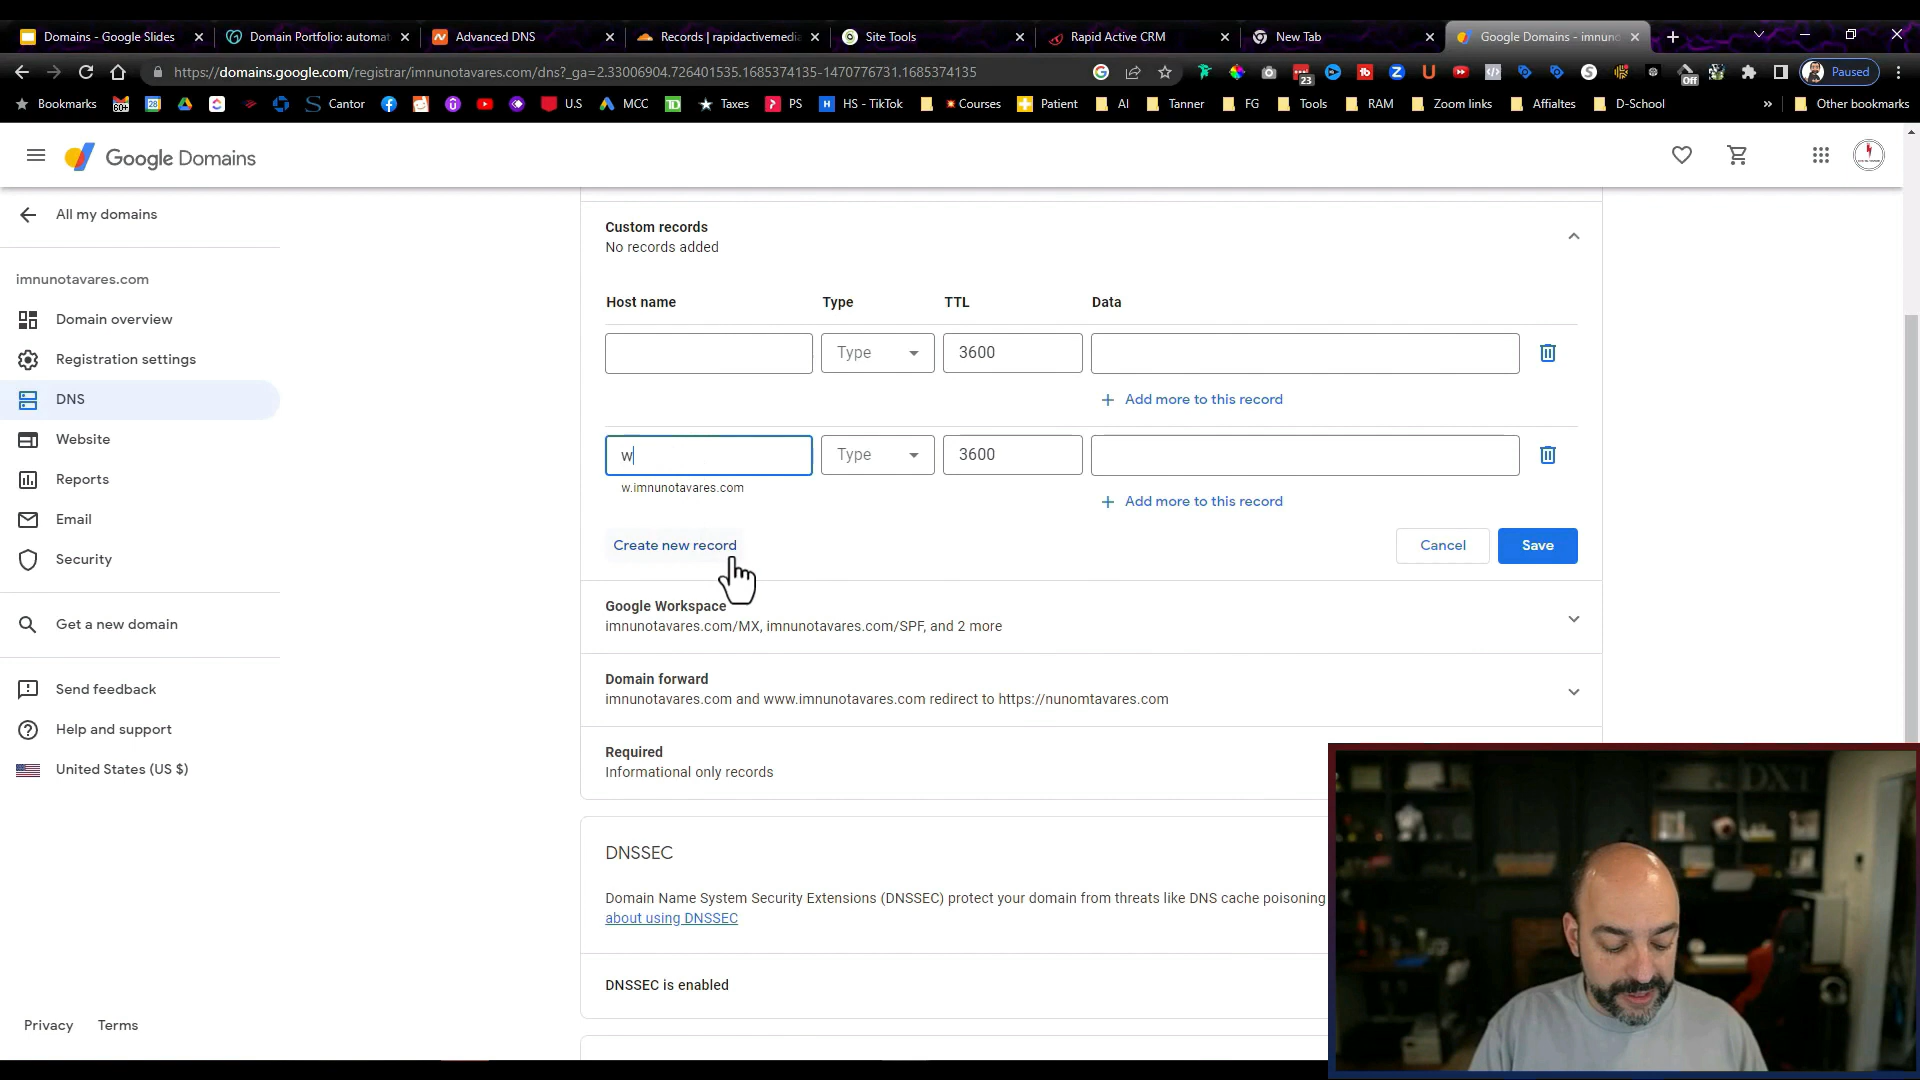 Domains - Google Slides
Domain Portfolio: automat
Advanced DNS
Records | rapidactivemedia
Site Tools
Rapid Active CRM
New Tab
Google Domains - imnuno
https://domains.google.com/registrar/imnunotavares.com/dns?_ga=2.33006904.726401535.1685374135-1470776731.1685374135
23
Off
Paused
Bookmarks
60+
28
Cantor
U.S
MCC
Taxes
PS
HS - TikTok
Courses
Patient
AI
Tanner
FG
Tools
RAM
Zoom links
Affialtes
D-School
»
Other bookmarks
Google Domains
All my domains
imnunotavares.com
Domain overview
Registration settings
DNS
Website
Reports
Email
Security
Get a new domain
Send feedback
Help and support
United States (US $)
Privacy Terms
Custom records
No records added
Host name Type TTL Data
Type 3600
Add more to this record
w Type 3600
w.imnunotavares.com
Add more to this record
Create new record Cancel Save
Google Workspace
imnunotavares.com/MX, imnunotavares.com/SPF, and 2 more
Domain forward
imnunotavares.com and www.imnunotavares.com redirect to https://nunomtavares.com
Required
Informational only records
DNSSEC
Domain Name System Security Extensions (DNSSEC) protect your domain from threats like DNS cache poisoning
about using DNSSEC
DNSSEC is enabled
DXT